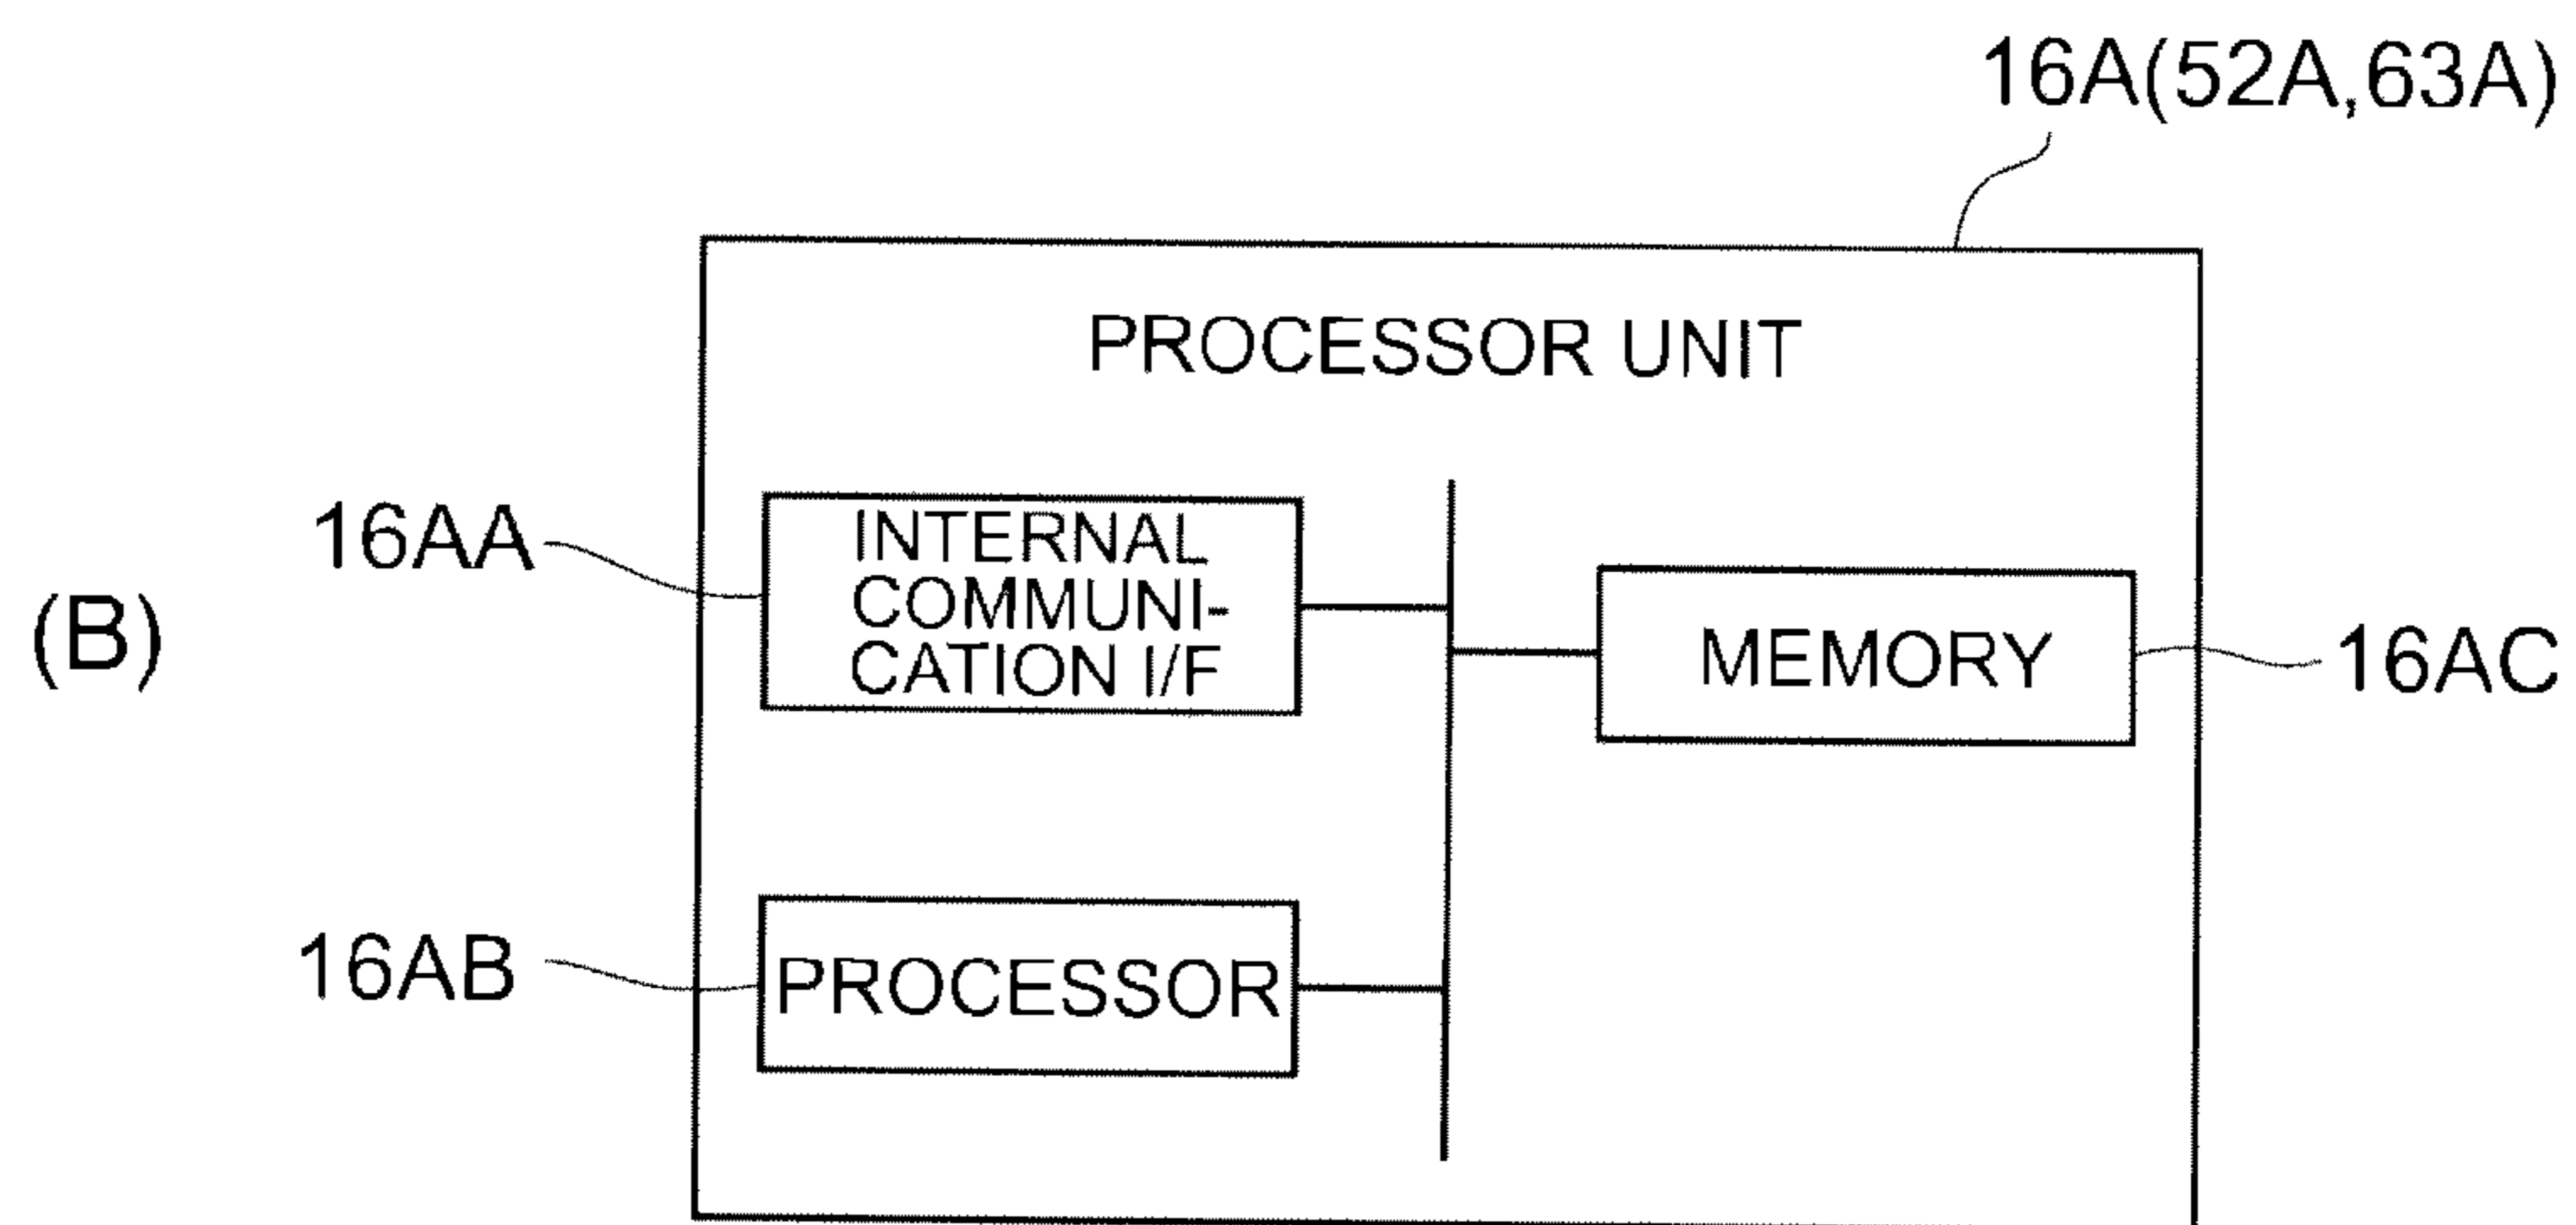 16A(52A,63A)
PROCESSOR UNIT
16AA
INTERNAL
COMMUNI-
CATION I/F
(B)
MEMORY
16AC
16AB
PROCESSOR